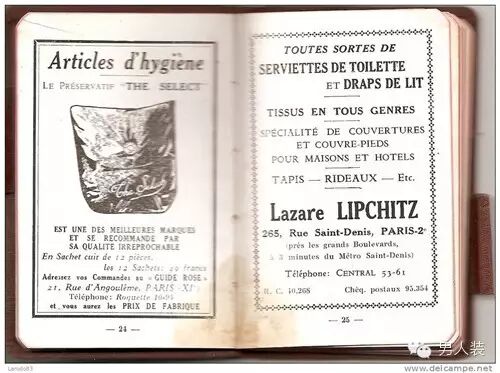 Articles d'hygiène
LE PRÉSERVATIF "THE SELECT"
The Select
EST UNE DES MEILLEURES MARQUES
ET SE RECOMMANDE PAR
SA QUALITÉ IRREPROCHABLE
En Sachet cuir de 12 pièces.
les 12 Sachets: 20 francs
Adressez vos Commandes au "GUIDE ROSE"
21, Rue d'Angoulême, PARIS-XIe
Téléphone: Roquette 10-95
et vous aurez les PRIX DE FABRIQUE
— 24 —
TOUTES SORTES DE
SERVIETTES DE TOILETTE
ET DRAPS DE LIT
TISSUS EN TOUS GENRES
SPÉCIALITÉ DE COUVERTURES
ET COUVRE-PIEDS
POUR MAISONS ET HOTELS
TAPIS — RIDEAUX — Etc.
Lazare LIPCHITZ
265, Rue Saint-Denis, PARIS-2e
(près les grands Boulevards,
à 3 minutes du Métro Saint-Denis)
Téléphone: CENTRAL 53-61
R. C. 40.268 Chèq. postaux 95.354
— 25 —
Lando83
男人装
delcampe.net